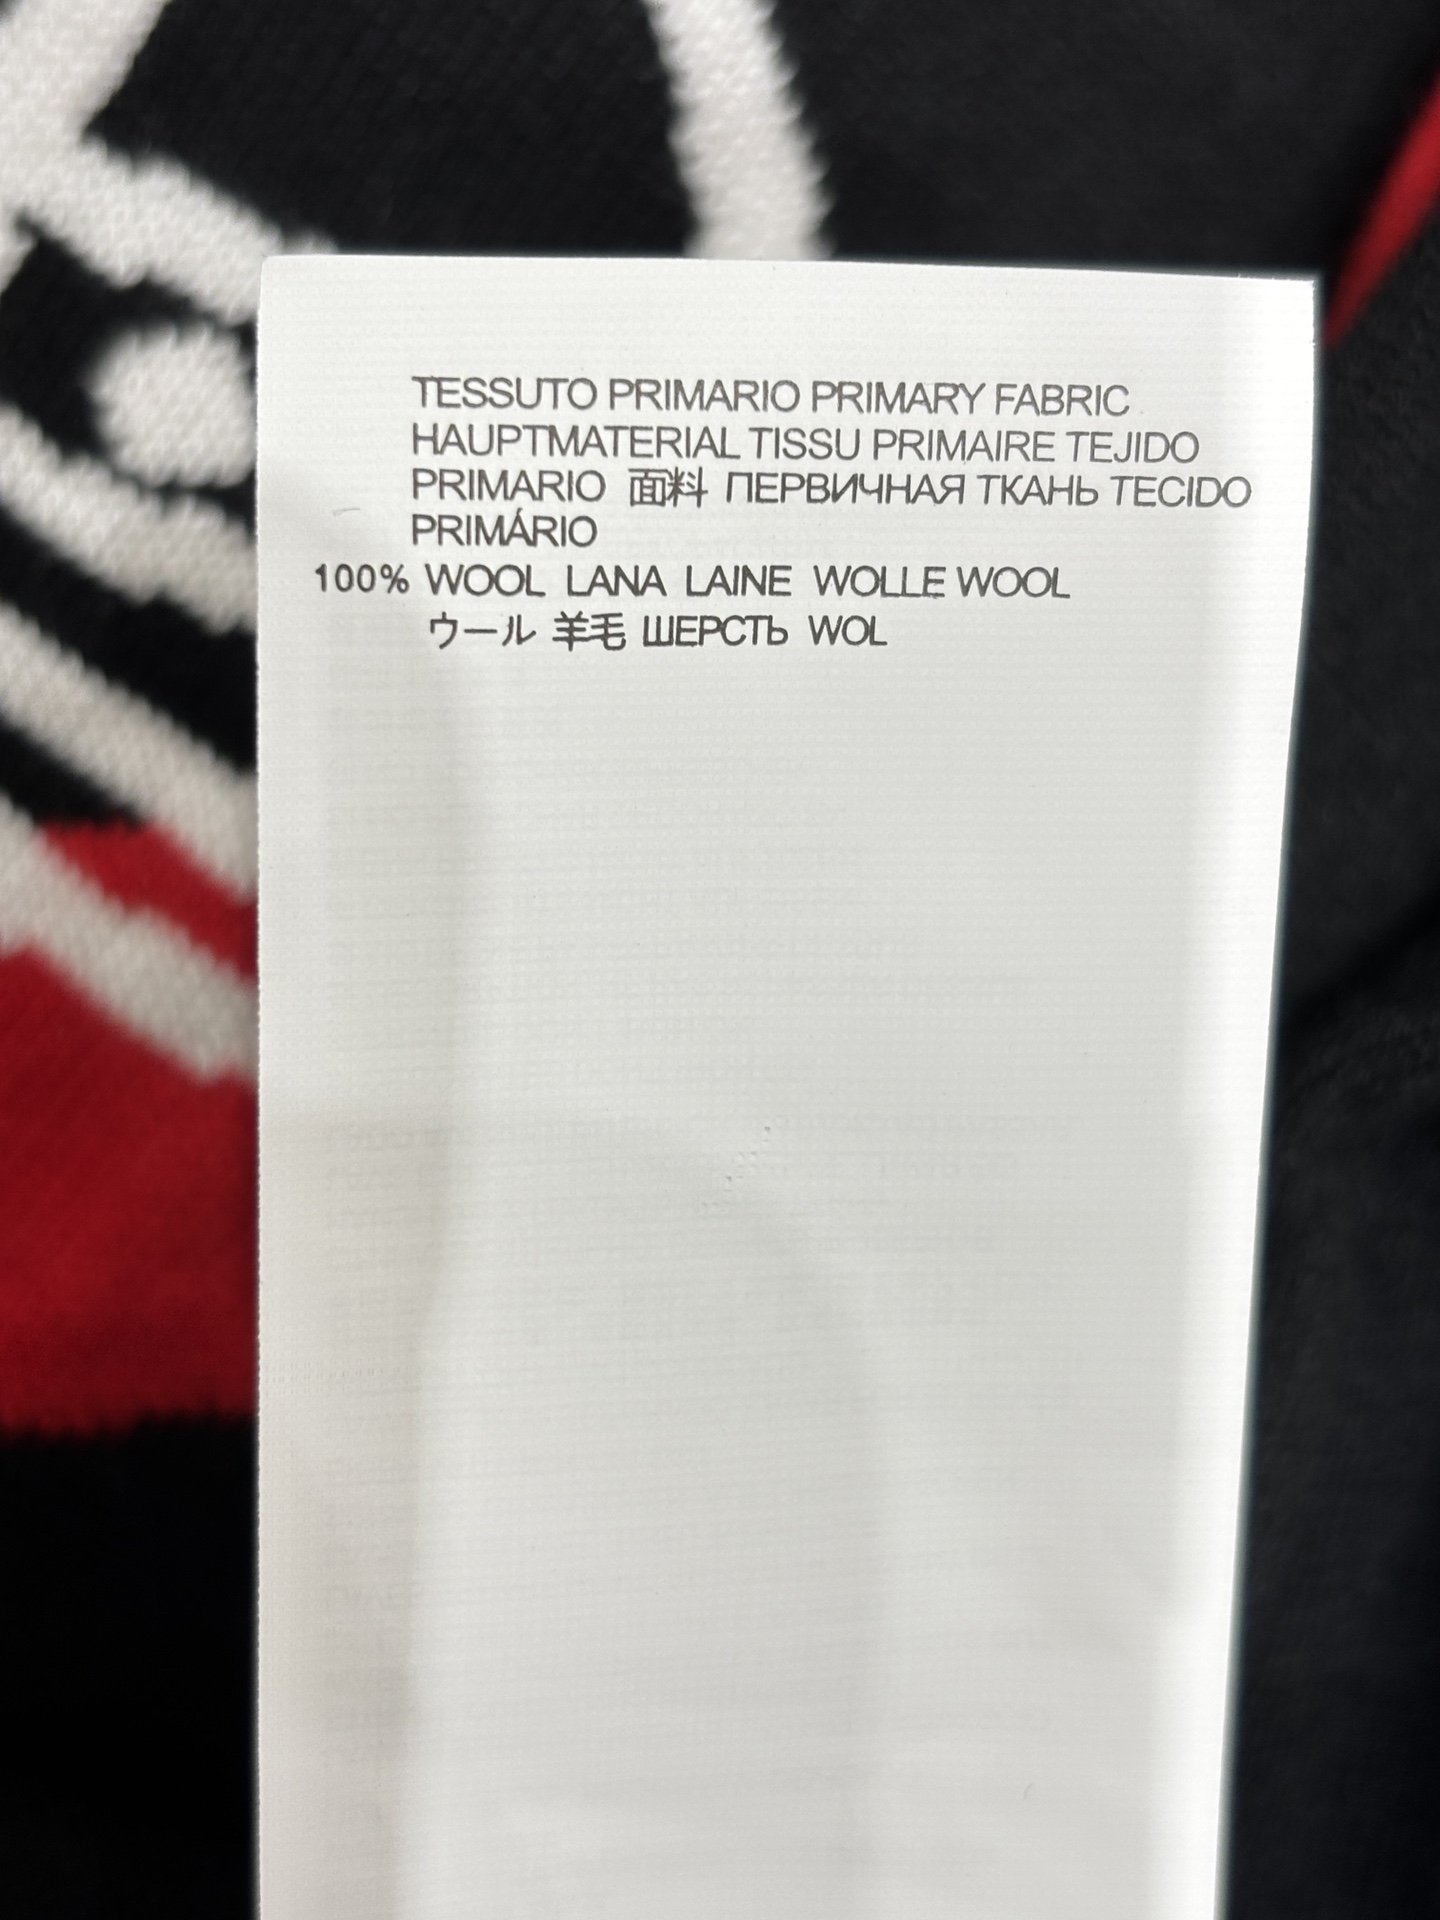 TESSUTO PRIMARIO PRIMARY FABRIC
HAUPTMATERIAL TISSU PRIMAIRE TEJIDO
PRIMARIO 面料 ПЕРВИЧНАЯ ТКАНЬ TECIDO
PRIMÁRIO
100% WOOL LANA LAINE WOLLE WOOL
ウール 羊毛 ШЕРСТЬ WOL